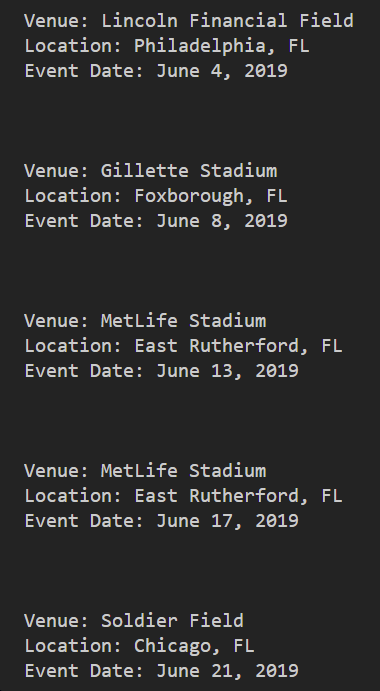 Venue: Lincoln Financial Field
Location: Philadelphia, FL
Event Date: June 4, 2019
Venue: Gillette Stadium
Location: Foxborough, FL
Event Date: June 8, 2019
Venue: MetLife Stadium
Location: East Rutherford, FL
Event Date: June 13, 2019
Venue: MetLife Stadium
Location: East Rutherford, FL
Event Date: June 17, 2019
Venue: Soldier Field
Location: Chicago, FL
Event Date: June 21, 2019